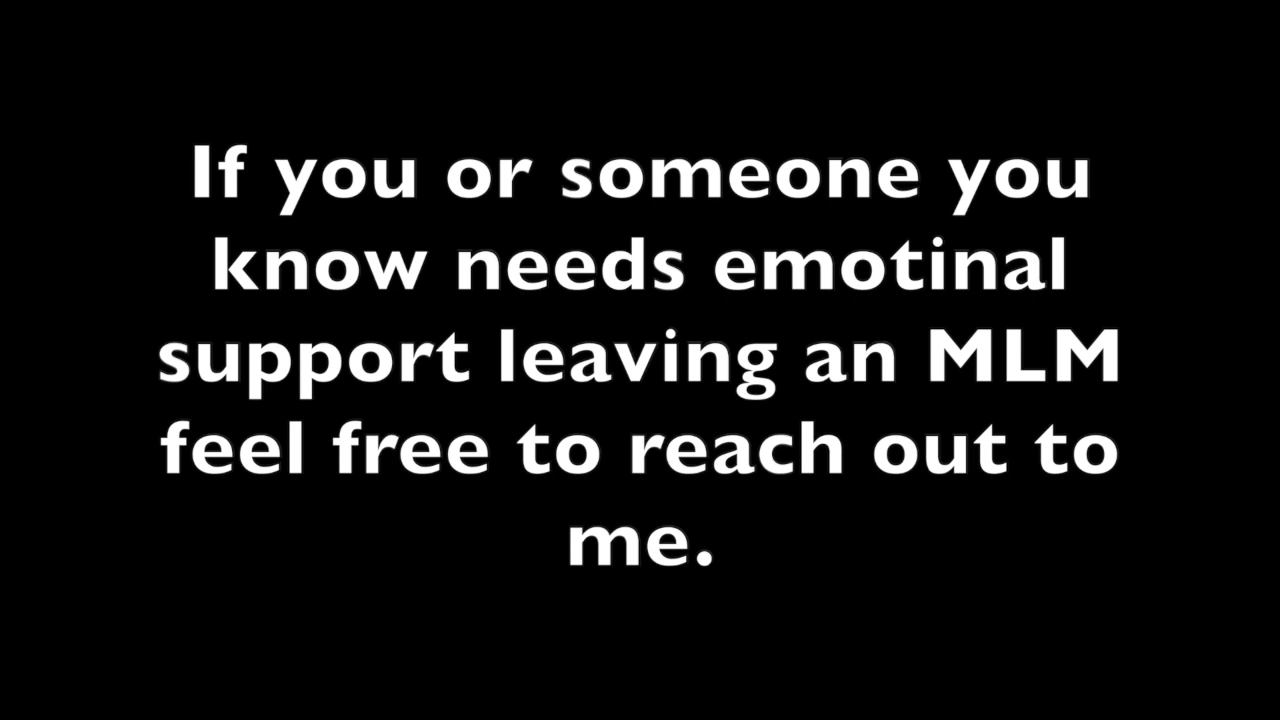 If you or someone you
know needs emotinal
support leaving an MLM
feel free to reach out to
me.